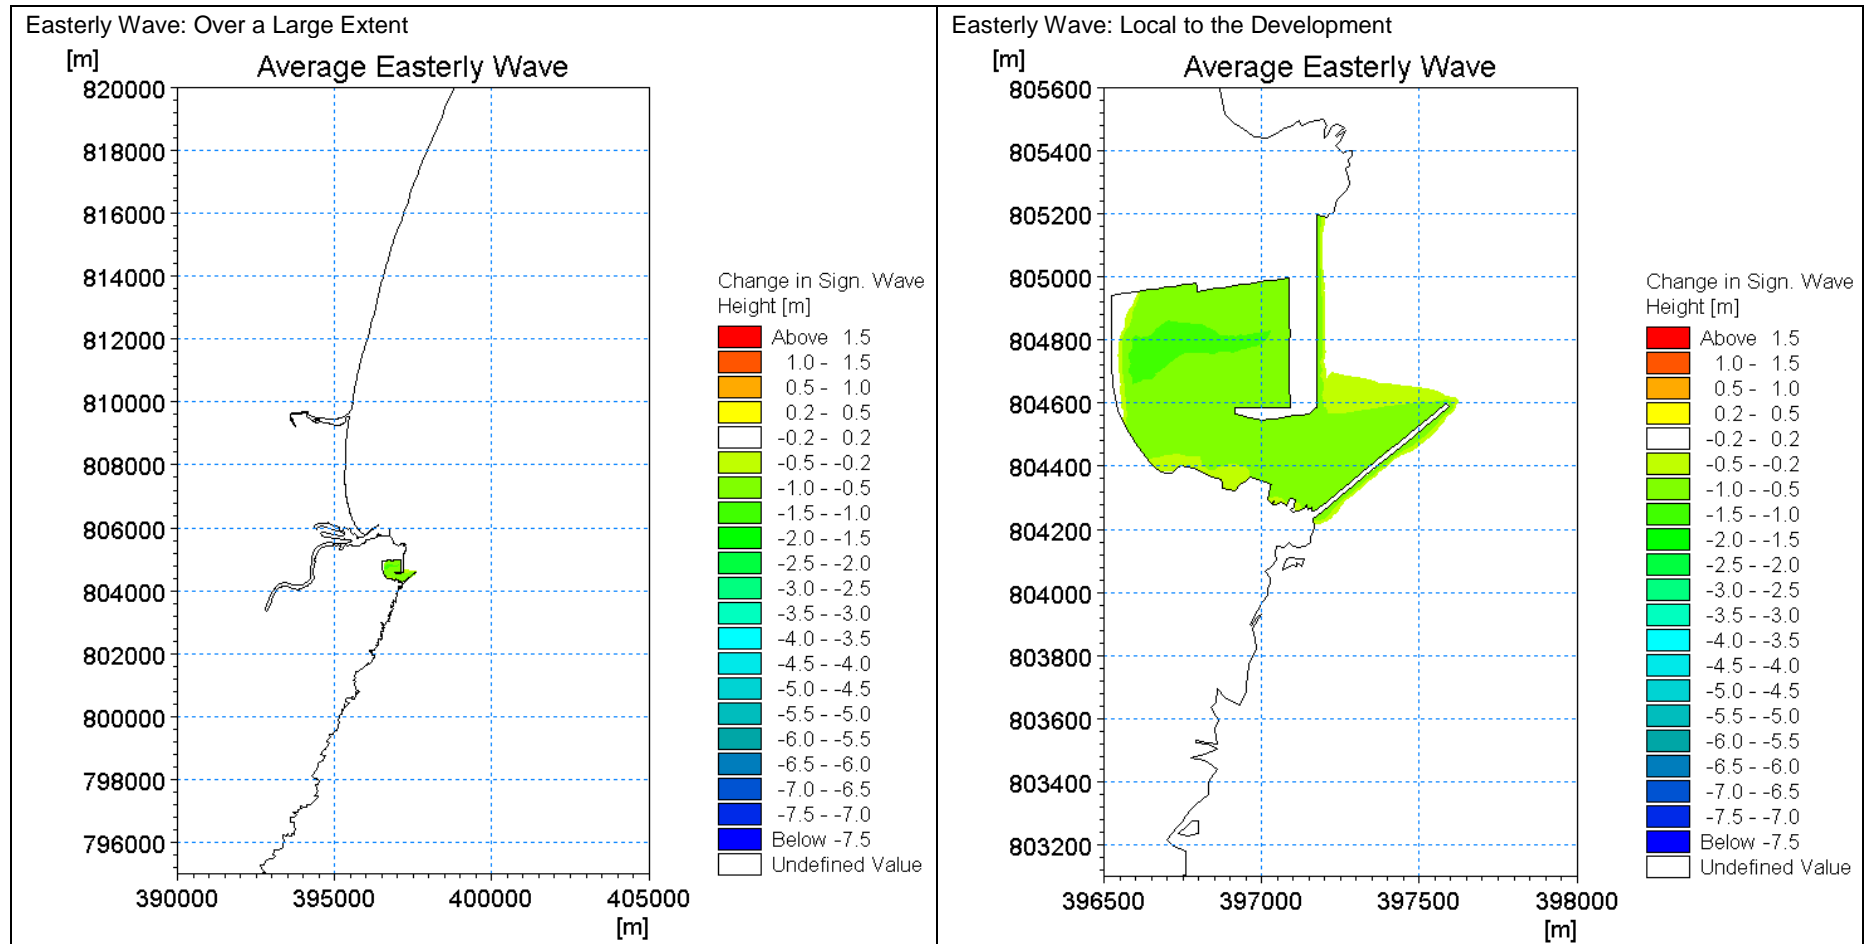 Easterly Wave: Over a Large Extent
[m]
Average Easterly Wave
820000
818000
816000
814000
812000
810000
808000
806000
804000
802000
800000
798000
796000
390000 395000 400000 405000
[m]
Change in Sign. Wave
Height [m]
Above 1.5
1.0 - 1.5
0.5 - 1.0
0.2 - 0.5
-0.2 - 0.2
-0.5 - -0.2
-1.0 - -0.5
-1.5 - -1.0
-2.0 - -1.5
-2.5 - -2.0
-3.0 - -2.5
-3.5 - -3.0
-4.0 - -3.5
-4.5 - -4.0
-5.0 - -4.5
-5.5 - -5.0
-6.0 - -5.5
-6.5 - -6.0
-7.0 - -6.5
-7.5 - -7.0
Below -7.5
Undefined Value
Easterly Wave: Local to the Development
[m]
Average Easterly Wave
805600
805400
805200
805000
804800
804600
804400
804200
804000
803800
803600
803400
803200
396500 397000 397500 398000
[m]
Change in Sign. Wave
Height [m]
Above 1.5
1.0 - 1.5
0.5 - 1.0
0.2 - 0.5
-0.2 - 0.2
-0.5 - -0.2
-1.0 - -0.5
-1.5 - -1.0
-2.0 - -1.5
-2.5 - -2.0
-3.0 - -2.5
-3.5 - -3.0
-4.0 - -3.5
-4.5 - -4.0
-5.0 - -4.5
-5.5 - -5.0
-6.0 - -5.5
-6.5 - -6.0
-7.0 - -6.5
-7.5 - -7.0
Below -7.5
Undefined Value